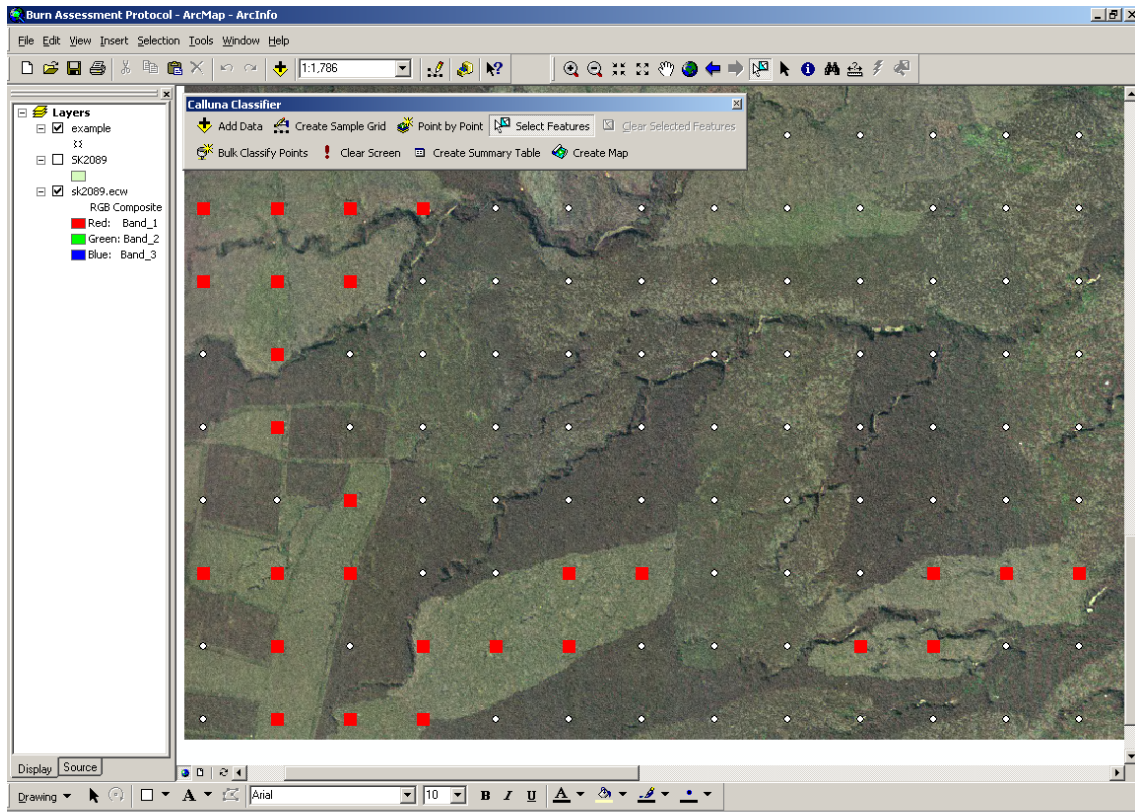 Burn Assessment Protocol - ArcMap - ArcInfo
File Edit View Insert Selection Tools Window Help
1:1,786
Layers
example
SK2089
sk2089.ecw
RGB Composite
Red: Band_1
Green: Band_2
Blue: Band_3
Calluna Classifier
Add Data Create Sample Grid Point by Point Select Features Clear Selected Features
Bulk Classify Points Clear Screen Create Summary Table Create Map
Display Source
Drawing A Arial 10 B I U A